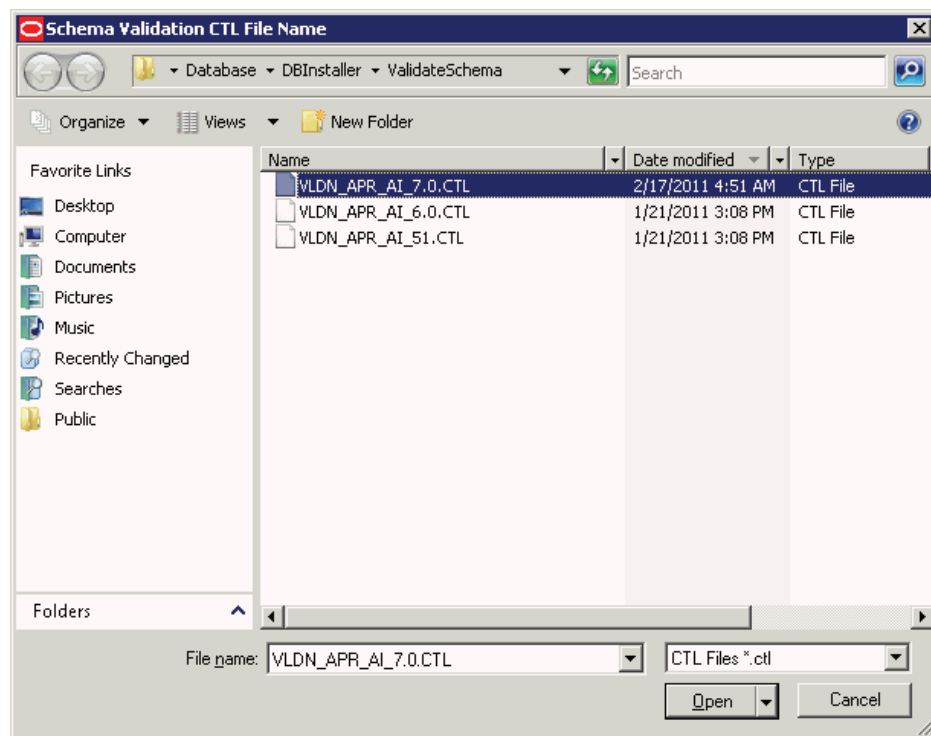 Schema Validation CTL File Name
Database DBInstaller ValidateSchema Search
Organize Views New Folder
Favorite Links
Desktop
Computer
Documents
Pictures
Music
Recently Changed
Searches
Public
Folders
Name Date modified Type
VLDN_APR_AI_7.0.CTL 2/17/2011 4:51 AM CTL File
VLDN_APR_AI_6.0.CTL 1/21/2011 3:08 PM CTL File
VLDN_APR_AI_51.CTL 1/21/2011 3:08 PM CTL File
File name: VLDN_APR_AI_7.0.CTL CTL Files *.ctl
Open Cancel